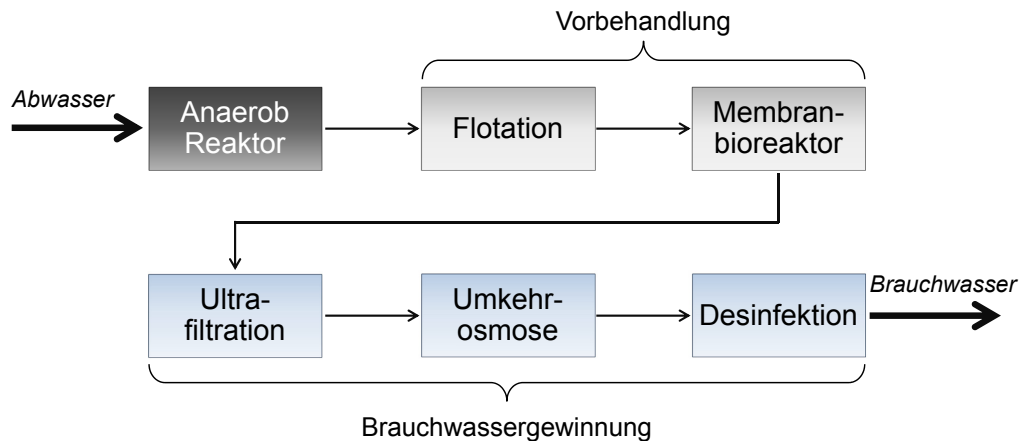 Vorbehandlung
Abwasser
Anaerob
Reaktor
Flotation
Membran-
bioreaktor
Ultra-
filtration
Umkehr-
osmose
Desinfektion
Brauchwasser
Brauchwassergewinnung